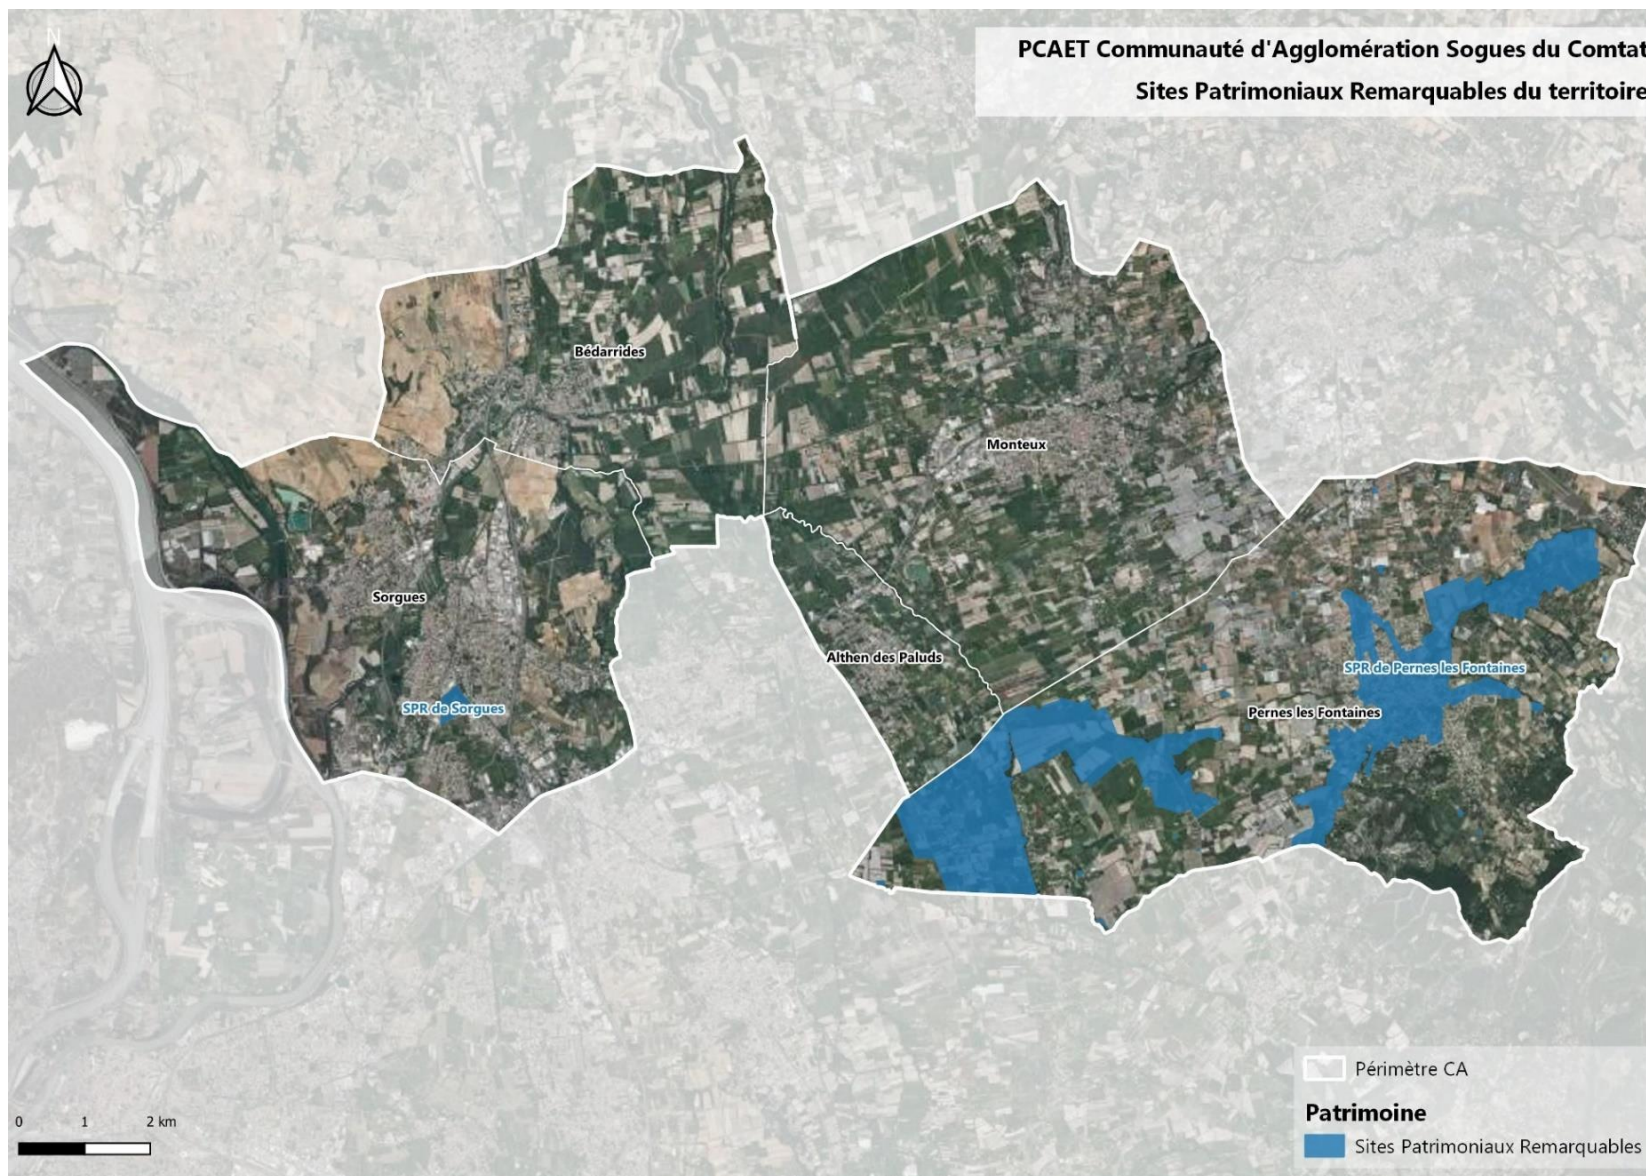 N
PCAET Communauté d'Agglomération Sogues du Comtat
Sites Patrimoniaux Remarquables du territoire
Bédarrides
Monteux
Sorgues
Althen des Paluds
SPR de Pernes les Fontaines
SPR de Sorgues
Pernes les Fontaines
Périmètre CA
Patrimoine
Sites Patrimoniaux Remarquables
0 1 2 km